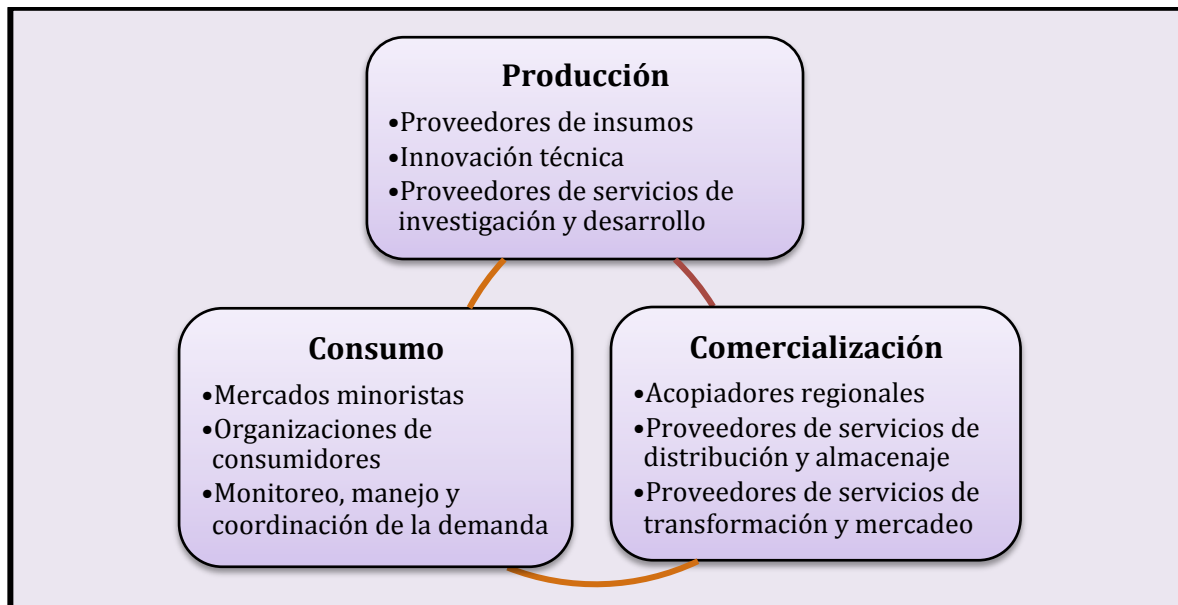 Producción
•Proveedores de insumos
•Innovación técnica
•Proveedores de servicios de
investigación y desarrollo
Consumo
•Mercados minoristas
•Organizaciones de
consumidores
•Monitoreo, manejo y
coordinación de la demanda
Comercialización
•Acopiadores regionales
•Proveedores de servicios de
distribución y almacenaje
•Proveedores de servicios de
transformación y mercadeo